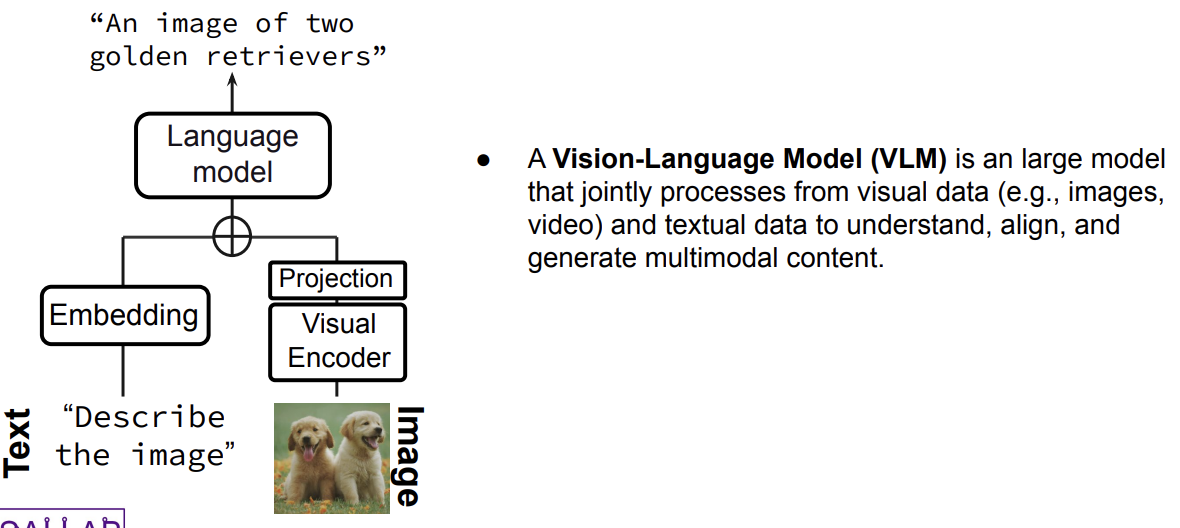 “An image of two
golden retrievers”
Language
model
Projection
Embedding
Visual
Encoder
Text
“Describe
the image”
Image
● A Vision-Language Model (VLM) is an large model
that jointly processes from visual data (e.g., images,
video) and textual data to understand, align, and
generate multimodal content.